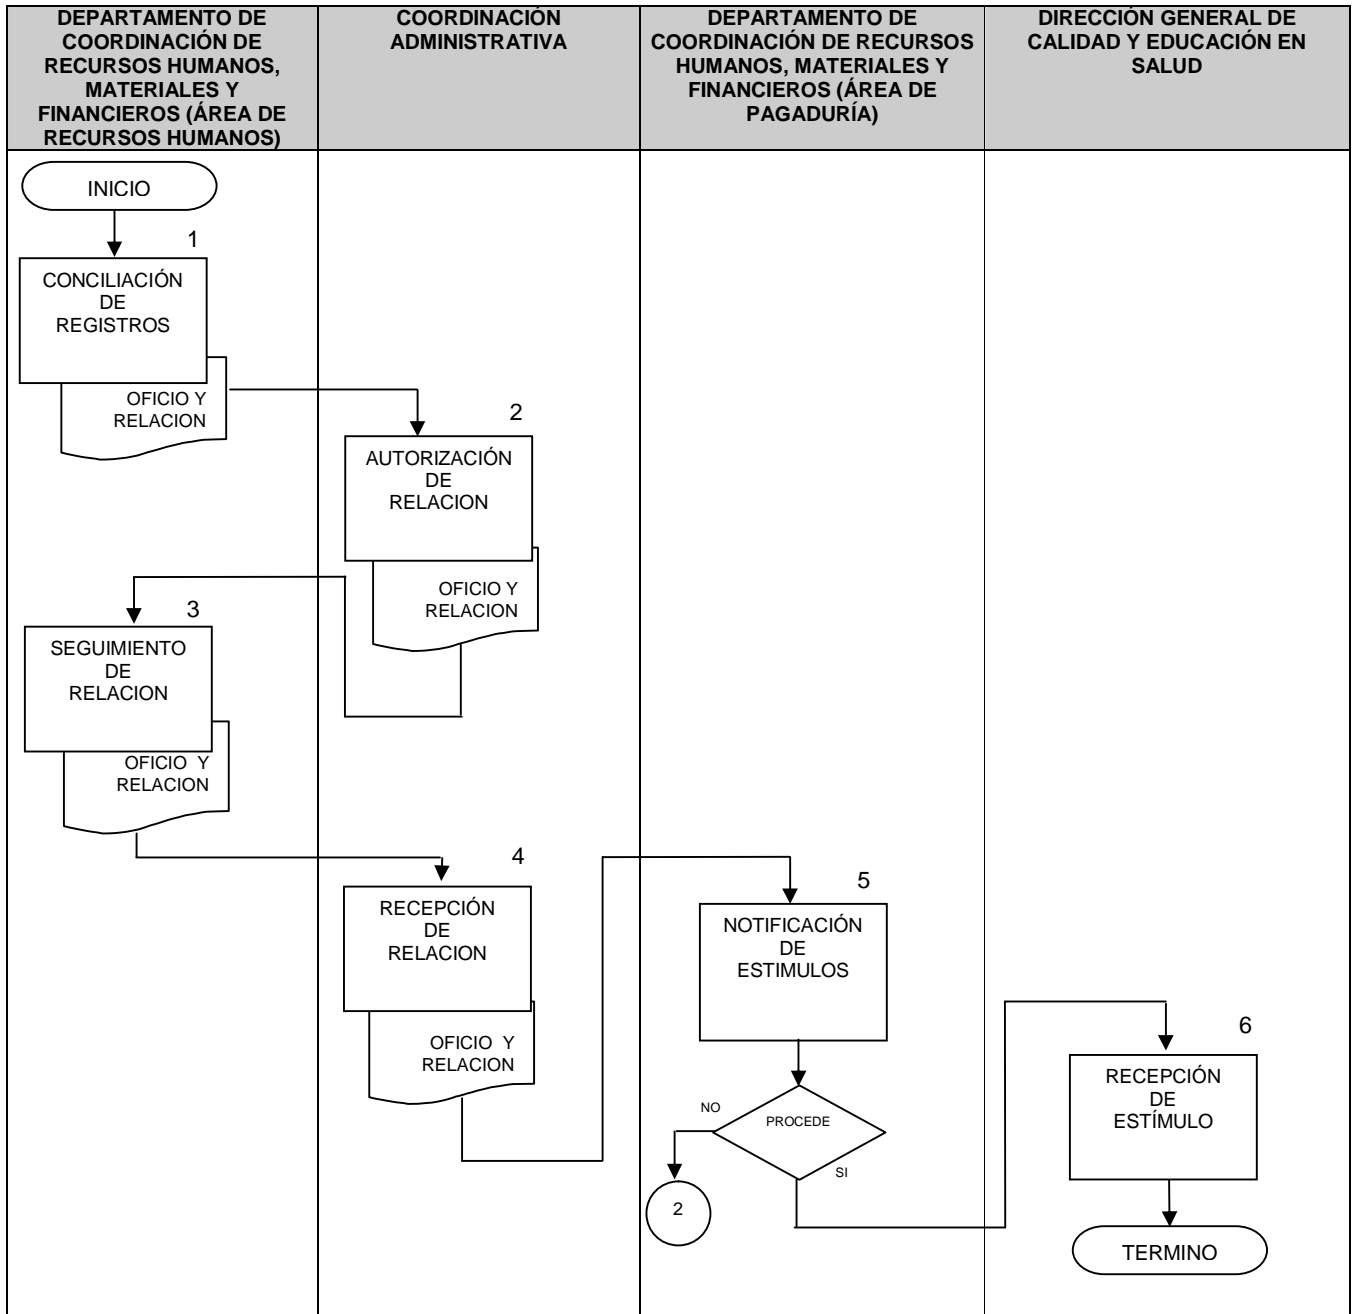 DEPARTAMENTO DE
COORDINACIÓN DE
RECURSOS HUMANOS,
MATERIALES Y
FINANCIEROS (ÁREA DE
RECURSOS HUMANOS)
COORDINACIÓN
ADMINISTRATIVA
DEPARTAMENTO DE
COORDINACIÓN DE RECURSOS
HUMANOS, MATERIALES Y
FINANCIEROS (ÁREA DE
PAGADURÍA)
DIRECCIÓN GENERAL DE
CALIDAD Y EDUCACIÓN EN
SALUD
INICIO
1
CONCILIACIÓN
DE
REGISTROS
OFICIO Y
RELACION
2
AUTORIZACIÓN
DE
RELACION
OFICIO Y
RELACION
3
SEGUIMIENTO
DE
RELACION
OFICIO Y
RELACION
4
RECEPCIÓN
DE
RELACION
OFICIO Y
RELACION
5
NOTIFICACIÓN
DE
ESTIMULOS
PROCEDE
NO
2
SI
6
RECEPCIÓN
DE
ESTÍMULO
TERMINO